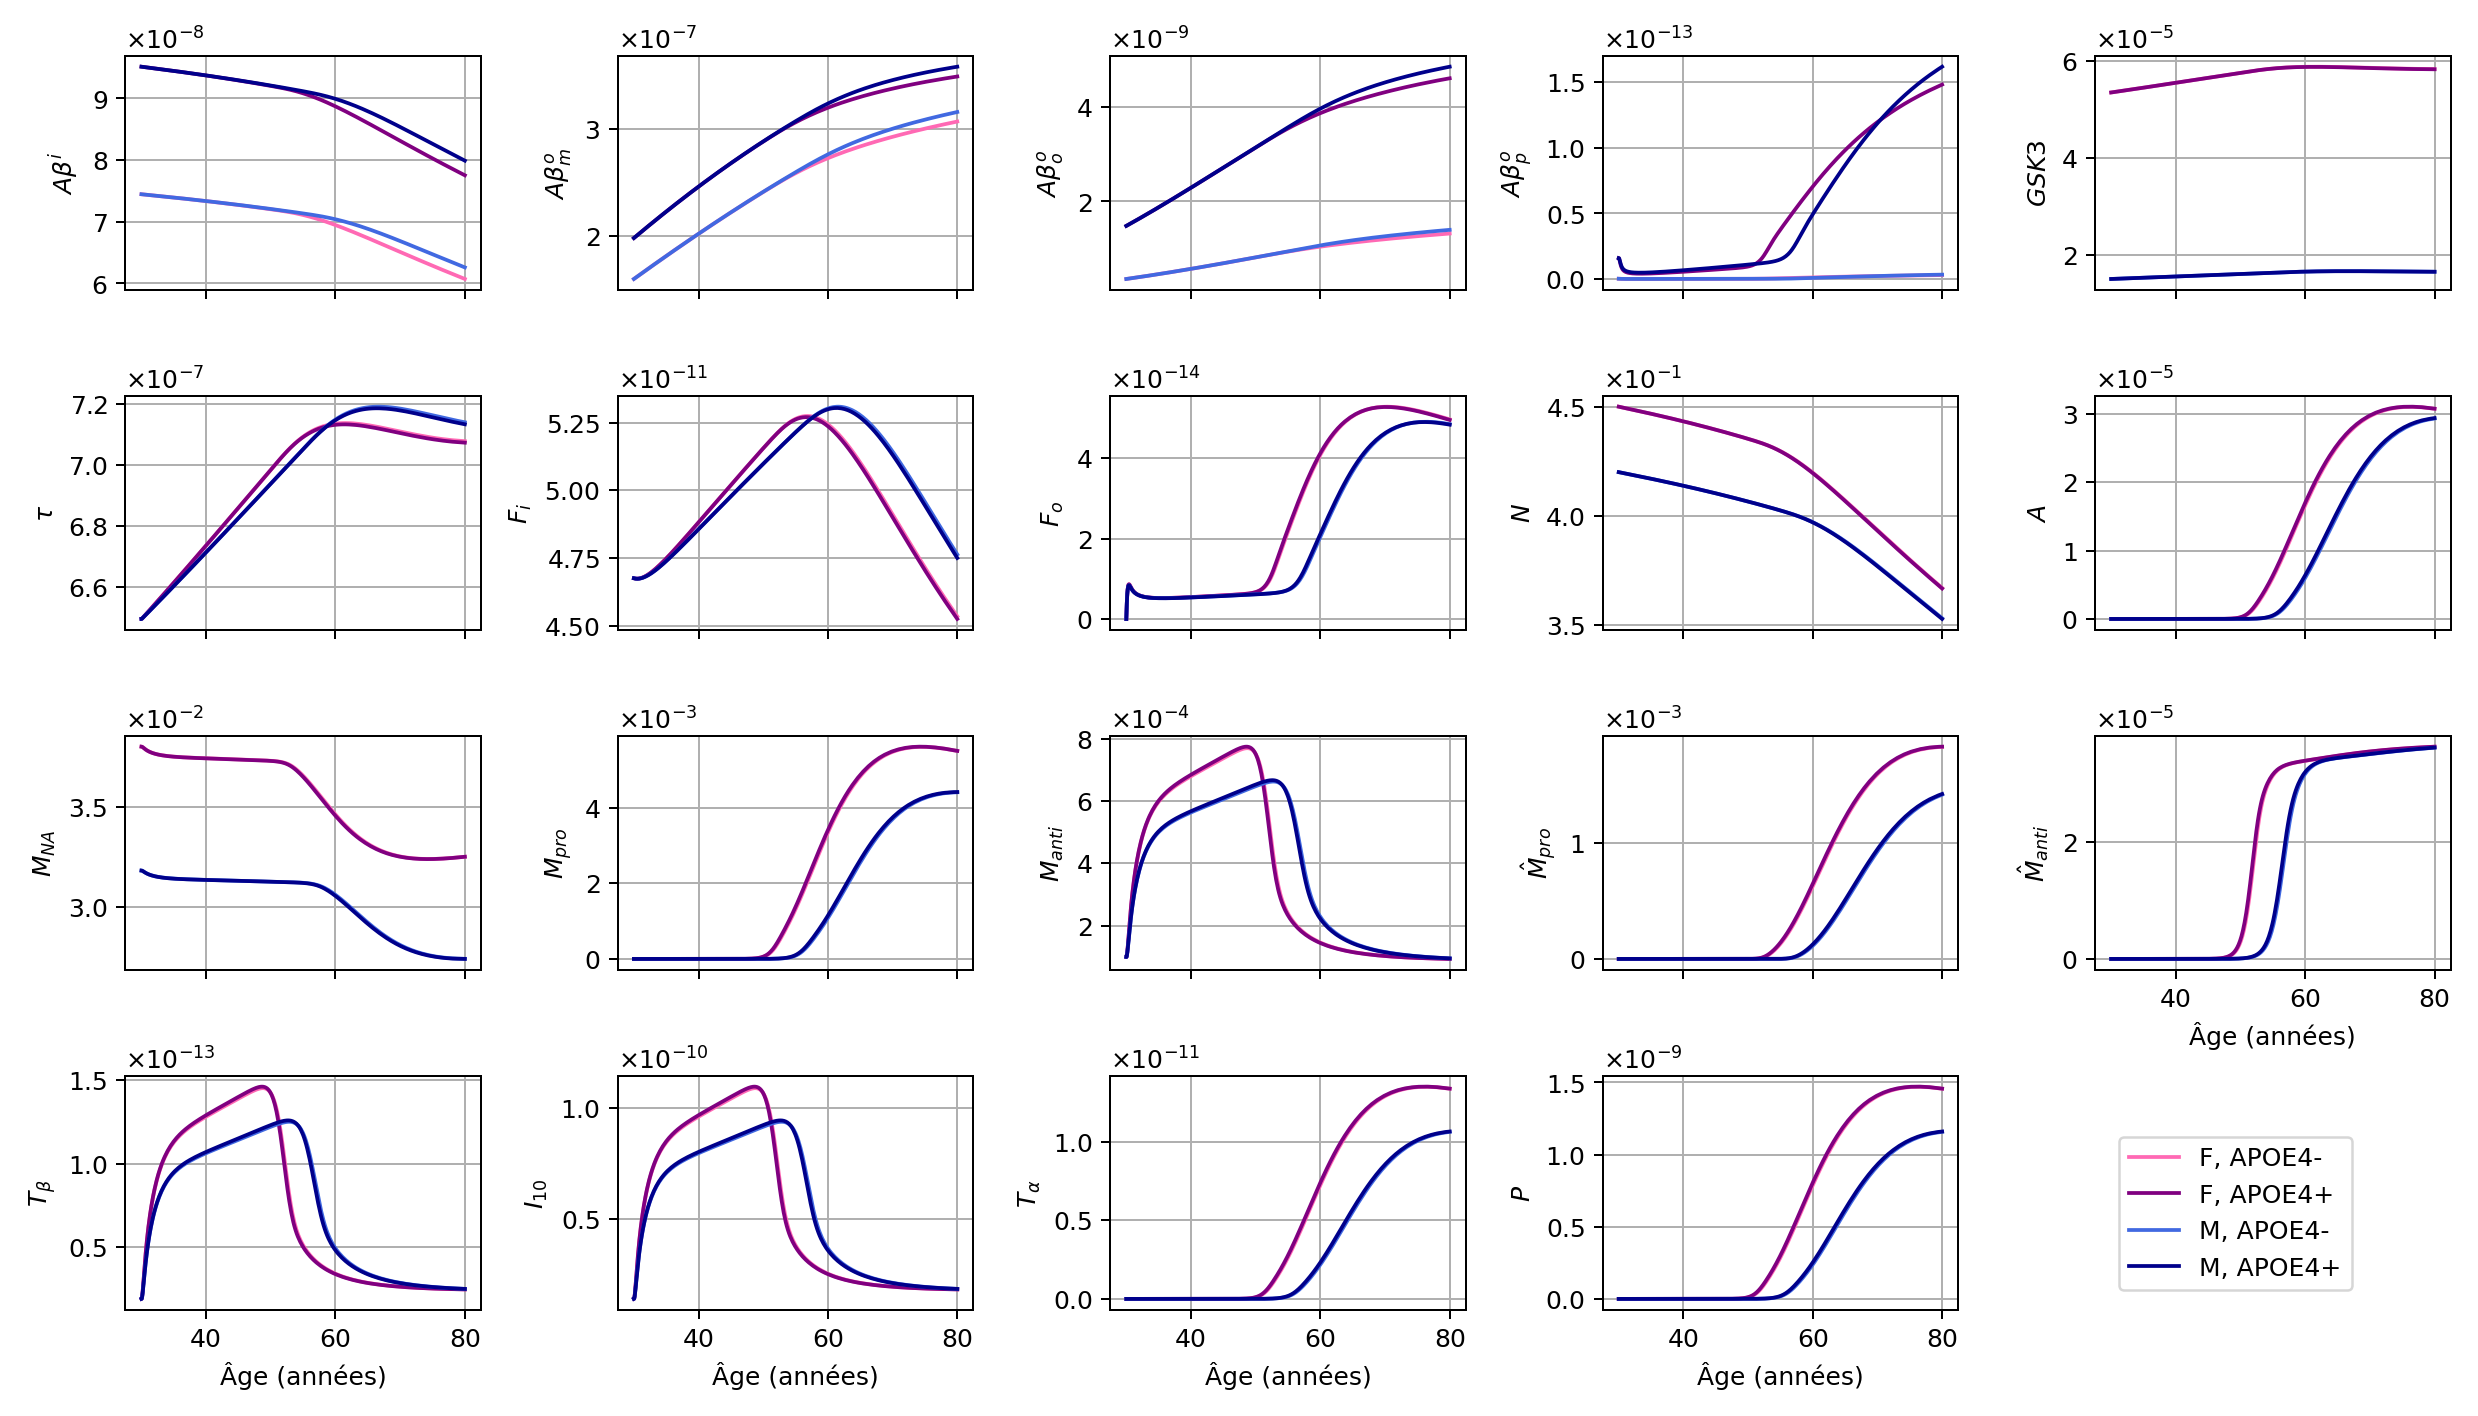 ×10⁻⁸ ×10⁻⁷ ×10⁻⁹ ×10⁻¹³ ×10⁻⁵
Aβⁱ 9 8 7 6
Aβᵒₘ 3 2
Aβᵒₒ 4 2
Aβᵒₚ 1.5 1.0 0.5 0.0
GSK3 6 4 2
×10⁻⁷ ×10⁻¹¹ ×10⁻¹⁴ ×10⁻¹ ×10⁻⁵
τ 7.2 7.0 6.8 6.6
Fᵢ 5.25 5.00 4.75 4.50
Fₒ 4 2 0
N 4.5 4.0 3.5
A 3 2 1 0
×10⁻² ×10⁻³ ×10⁻⁴ ×10⁻³ ×10⁻⁵
M_NA 3.5 3.0
M_pro 4 2 0
M_anti 8 6 4 2
M̂_pro 1 0
M̂_anti 2 0
40 60 80
Âge (années)
×10⁻¹³ ×10⁻¹⁰ ×10⁻¹¹ ×10⁻⁹
T_β 1.5 1.0 0.5
I₁₀ 1.0 0.5
T_α 1.0 0.5 0.0
P 1.5 1.0 0.5 0.0
F, APOE4-
F, APOE4+
M, APOE4-
M, APOE4+
40 60 80 40 60 80 40 60 80 40 60 80
Âge (années) Âge (années) Âge (années) Âge (années)